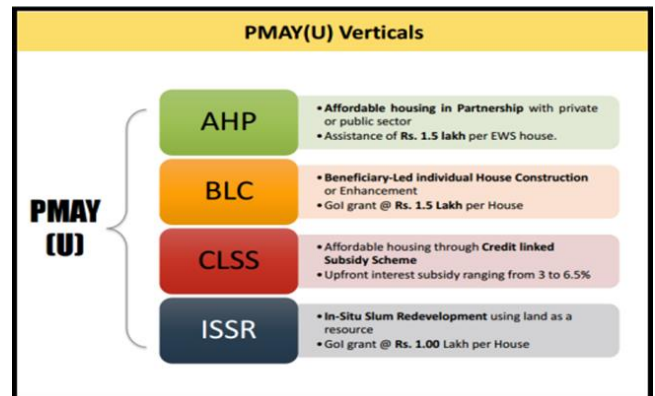 PMAY(U) Verticals
PMAY
(U)
AHP
• Affordable housing in Partnership with private
or public sector
• Assistance of Rs. 1.5 lakh per EWS house.
BLC
• Beneficiary-Led individual House Construction
or Enhancement
• GoI grant @ Rs. 1.5 Lakh per House
CLSS
• Affordable housing through Credit linked
Subsidy Scheme
• Upfront interest subsidy ranging from 3 to 6.5%
ISSR
• In-Situ Slum Redevelopment using land as a
resource
• GoI grant @ Rs. 1.00 Lakh per House